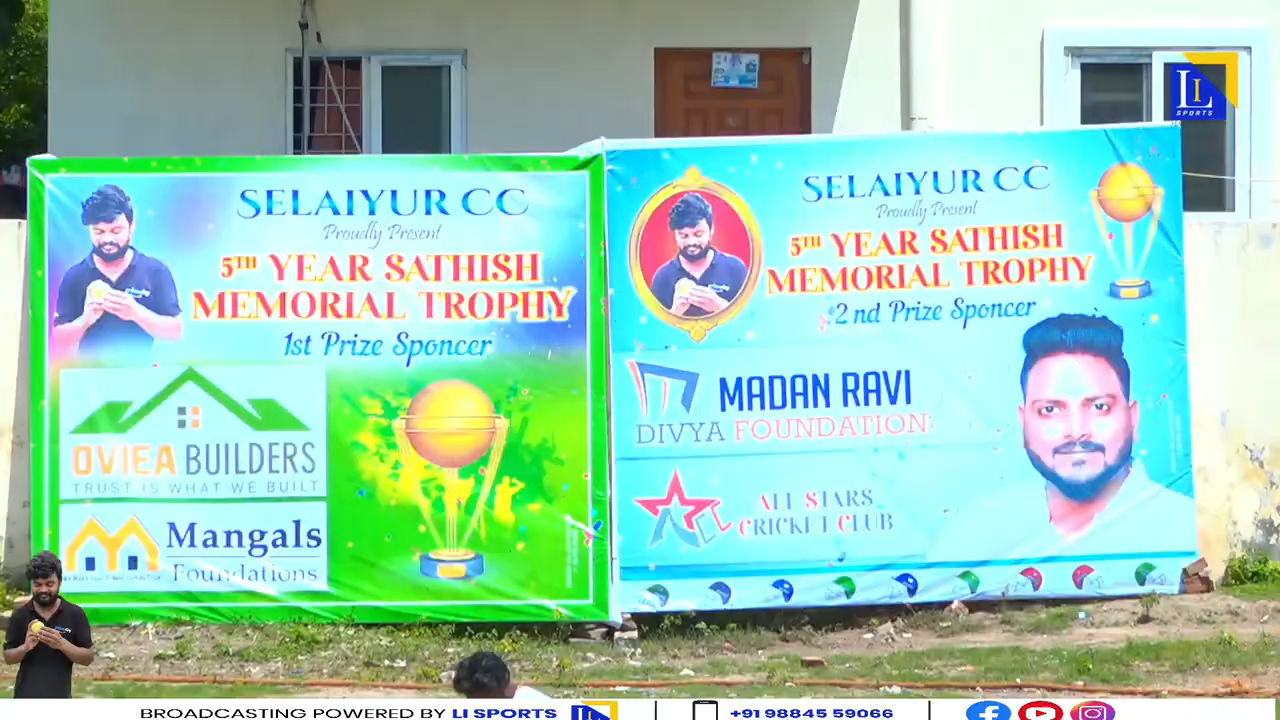 LI
SPORTS
SELAIYUR CC
Proudly Present
5TH YEAR SATHISH
MEMORIAL TROPHY
1st Prize Sponcer
OVIEA BUILDERS
TRUST IS WHAT WE BUILT
Mangals
Foundations
SELAIYUR CC
Proudly Present
5TH YEAR SATHISH
MEMORIAL TROPHY
2nd Prize Sponcer
MADAN RAVI
DIVYA FOUNDATION
ALL STARS
CRICKET CLUB
BROADCASTING POWERED BY LI SPORTS
+91 98845 59066